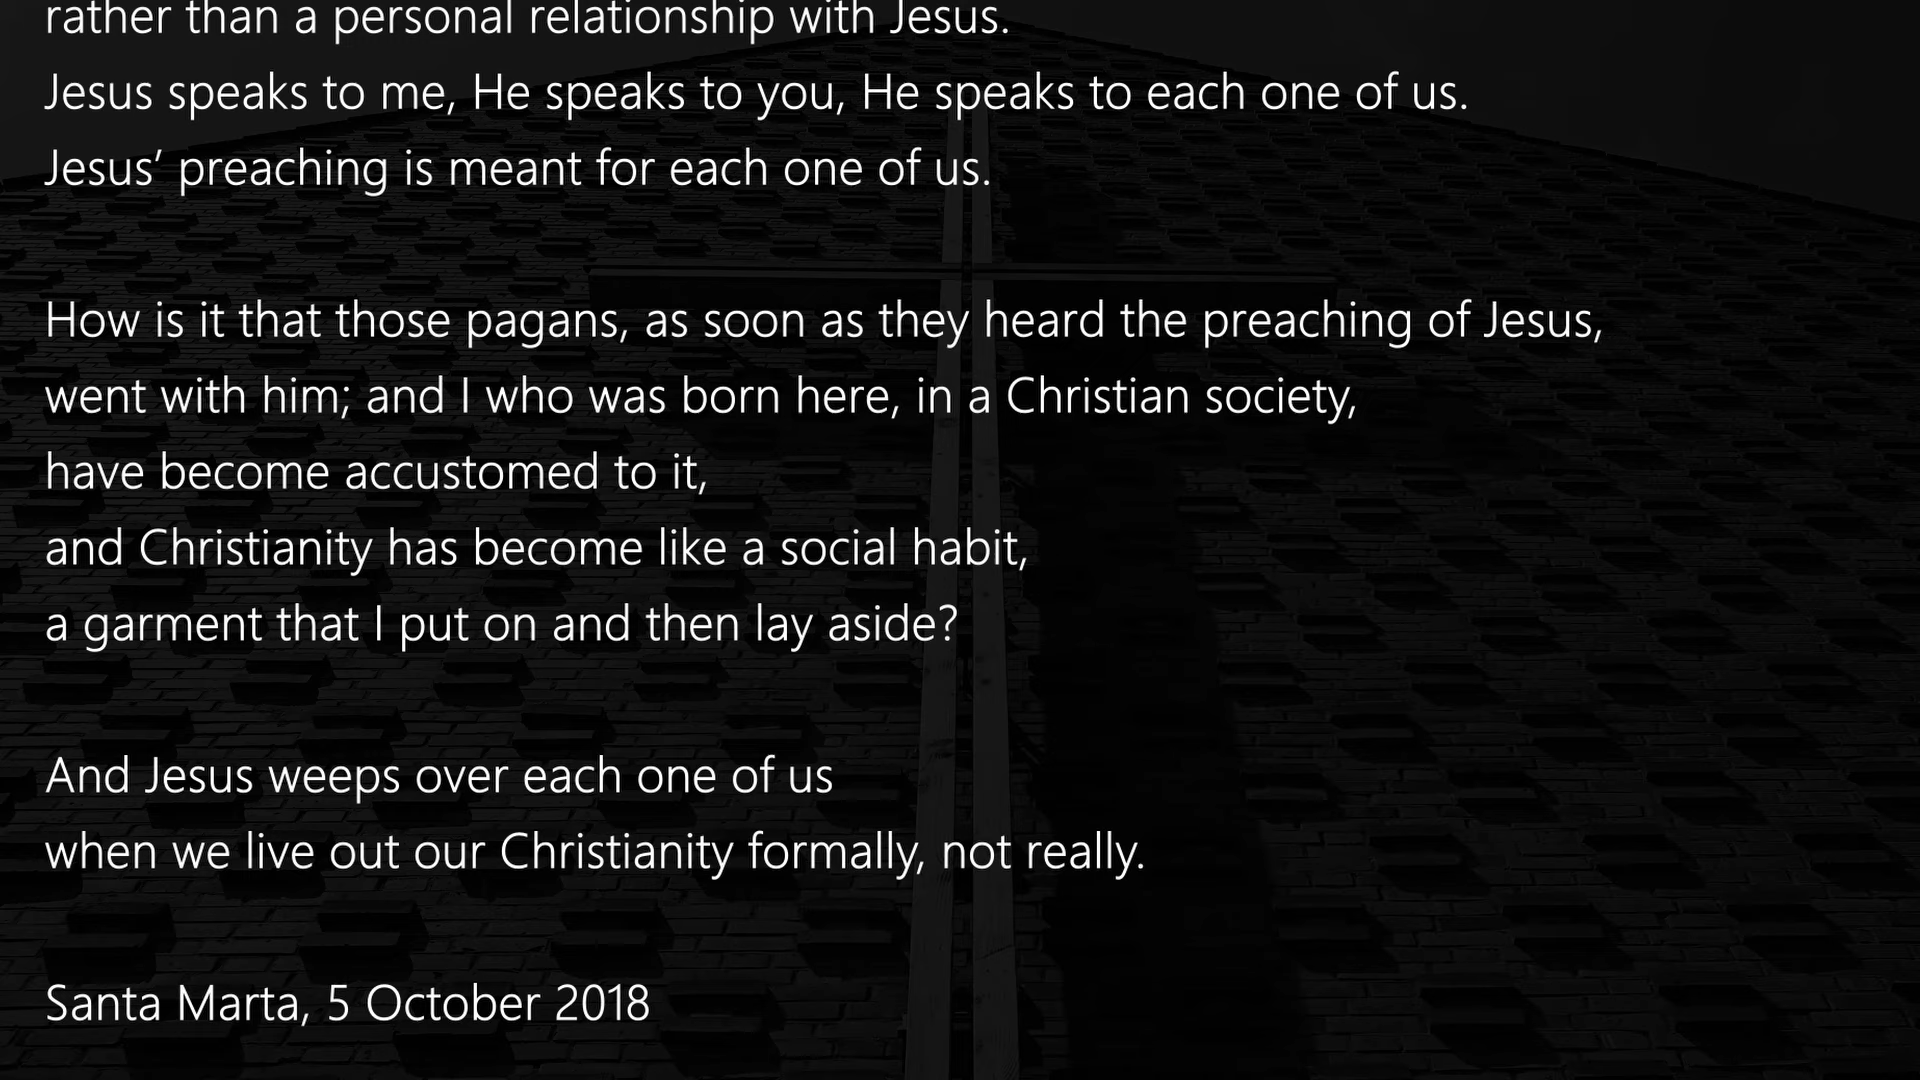 rather than a personal relationship with Jesus.
Jesus speaks to me, He speaks to you, He speaks to each one of us.
Jesus’ preaching is meant for each one of us.
How is it that those pagans, as soon as they heard the preaching of Jesus,
went with him; and I who was born here, in a Christian society,
have become accustomed to it,
and Christianity has become like a social habit,
a garment that I put on and then lay aside?
And Jesus weeps over each one of us
when we live out our Christianity formally, not really.
Santa Marta, 5 October 2018